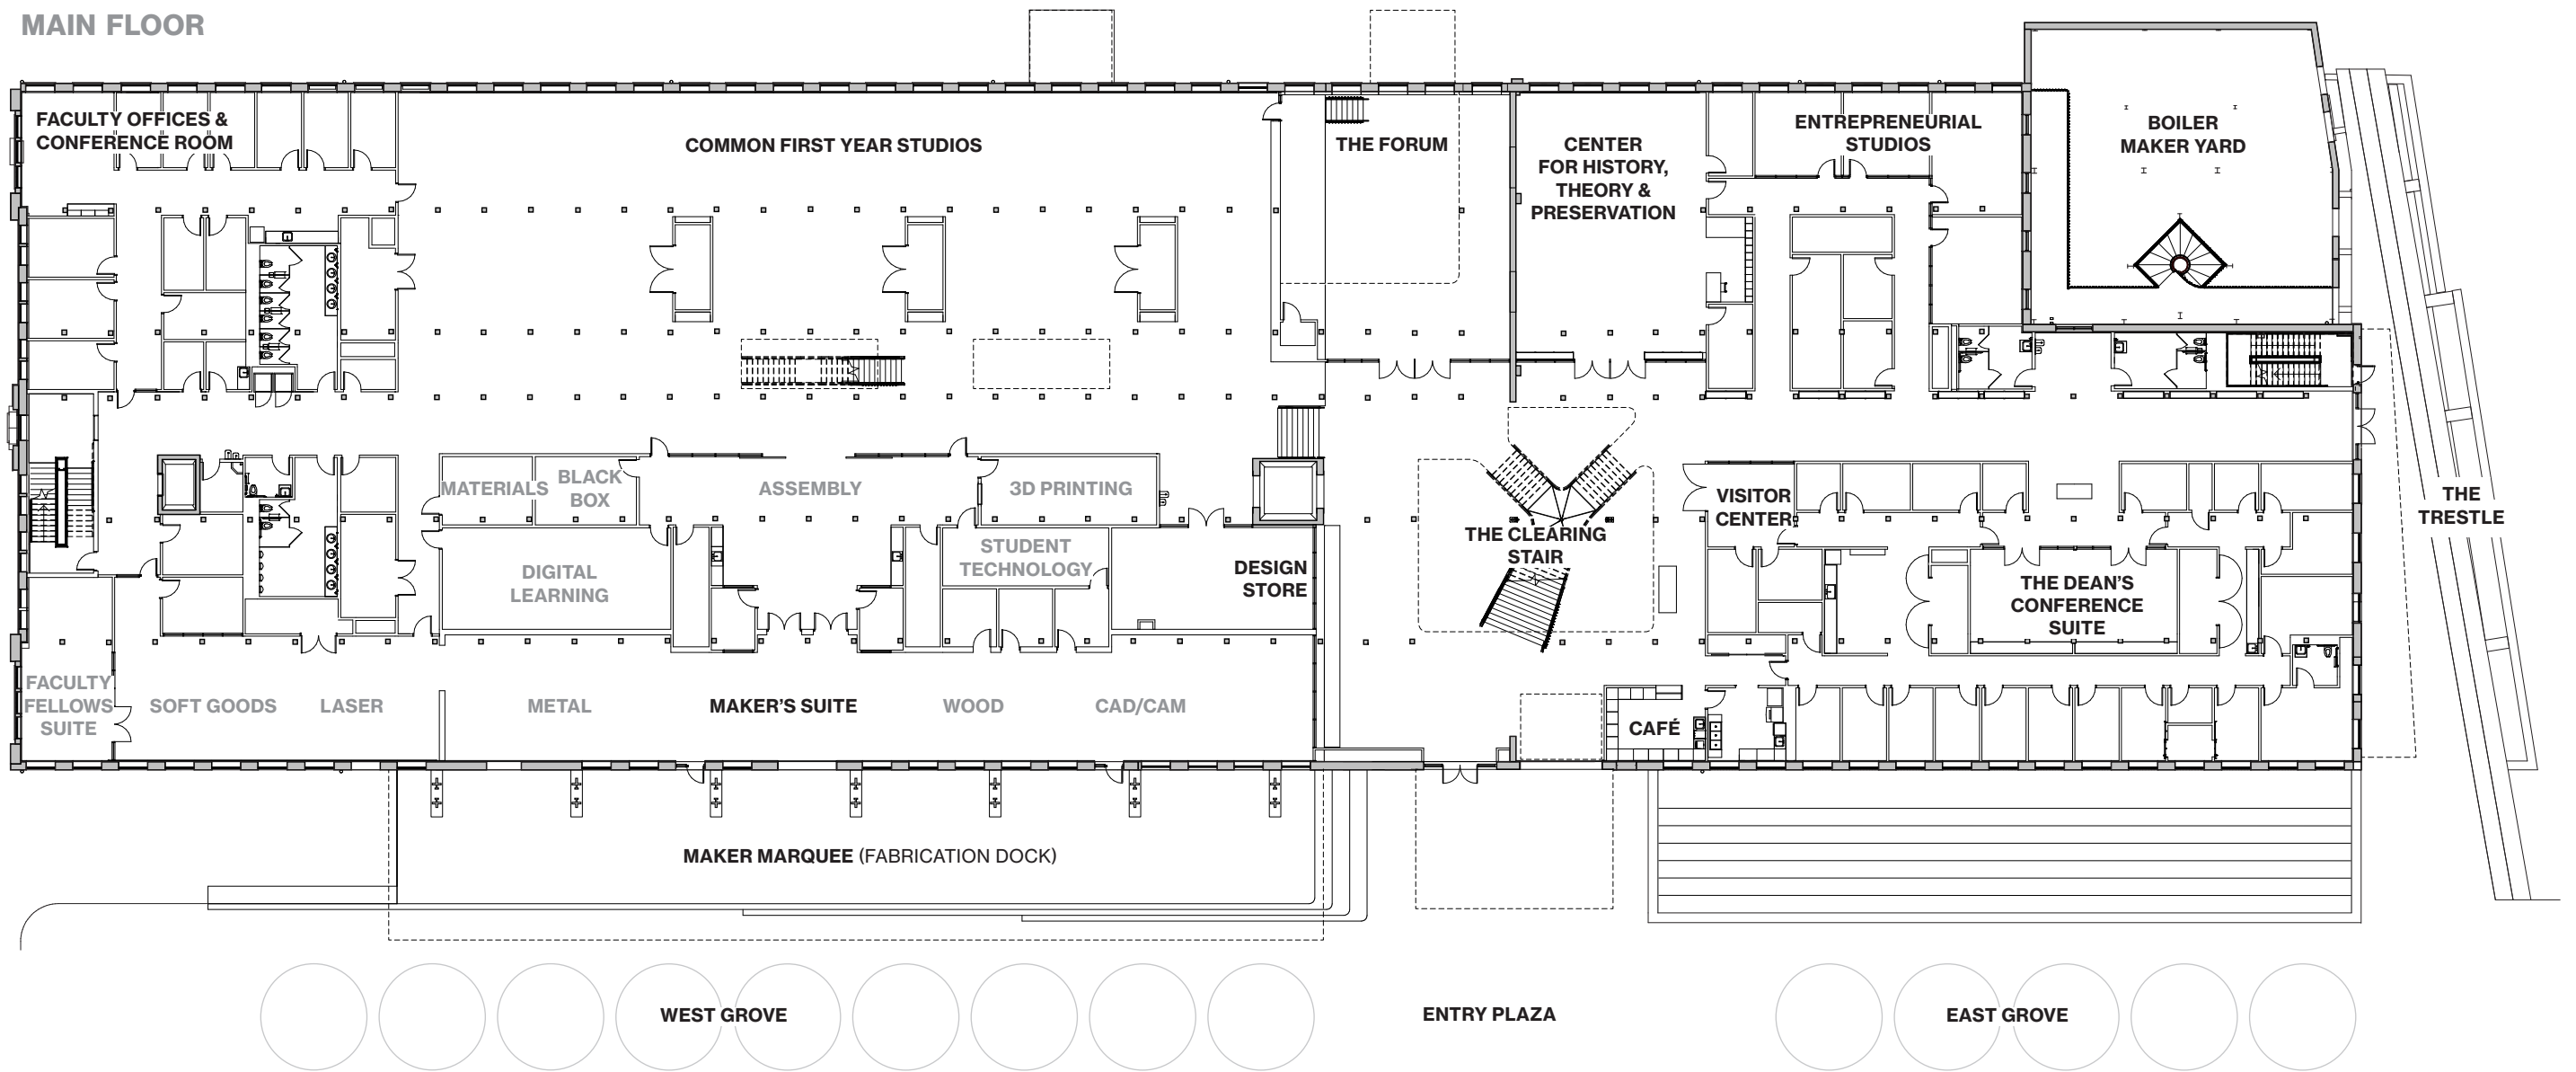 MAIN FLOOR
FACULTY OFFICES &
CONFERENCE ROOM
COMMON FIRST YEAR STUDIOS
THE FORUM
CENTER
FOR HISTORY,
THEORY &
PRESERVATION
ENTREPRENEURIAL
STUDIOS
BOILER
MAKER YARD
MATERIALS
BLACK
BOX
ASSEMBLY
3D PRINTING
DIGITAL
LEARNING
STUDENT
TECHNOLOGY
DESIGN
STORE
THE CLEARING
STAIR
VISITOR
CENTER
THE DEAN'S
CONFERENCE
SUITE
THE
TRESTLE
FACULTY
FELLOWS
SUITE
SOFT GOODS
LASER
METAL
MAKER'S SUITE
WOOD
CAD/CAM
CAFÉ
MAKER MARQUEE (FABRICATION DOCK)
WEST GROVE
ENTRY PLAZA
EAST GROVE